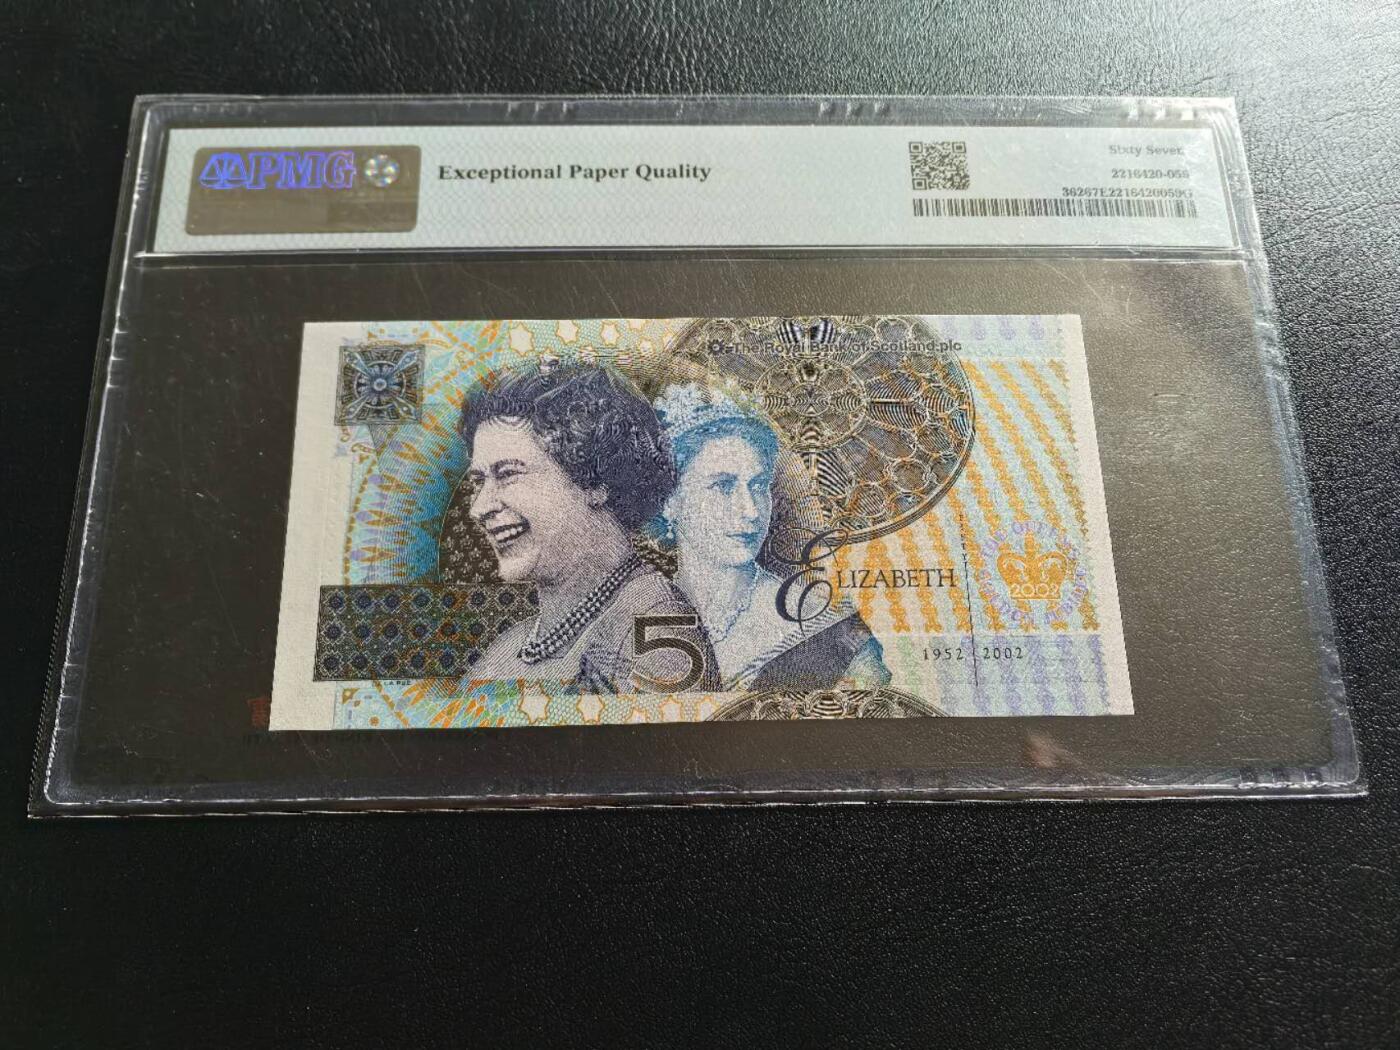 PMG
Exceptional Paper Quality
Sixty Seven
2216420-059
36267E2216420059G
The Royal Bank of Scotland plc
ELIZABETH
2002
5
1952 2002